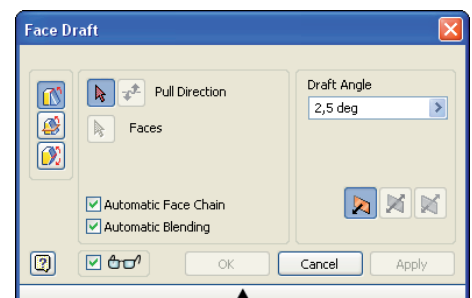 Face Draft
Pull Direction
Faces
Draft Angle
2,5 deg
Automatic Face Chain
Automatic Blending
OK
Cancel
Apply